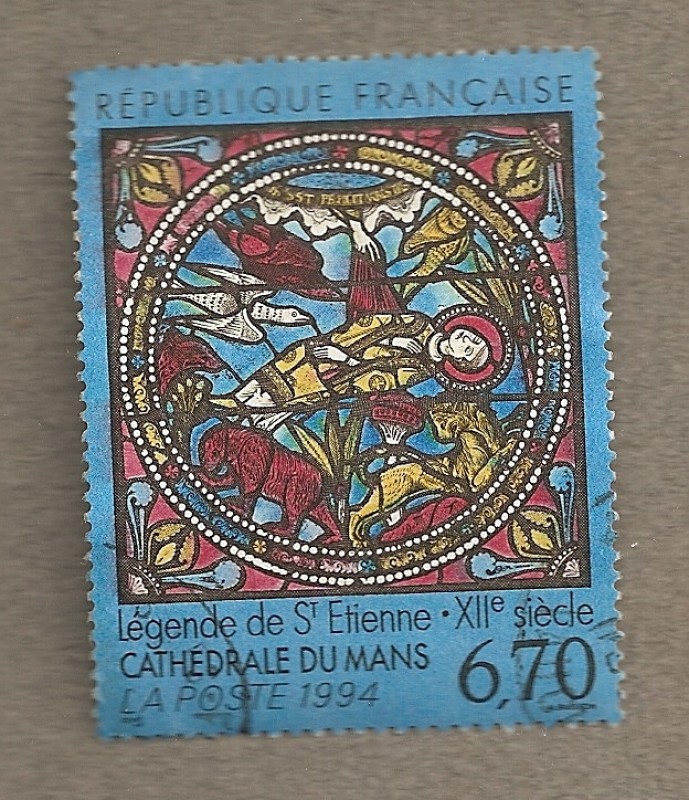 RÉPUBLIQUE FRANÇAISE
Légende de Sᵀ Etienne • XIIᵉ siècle
CATHÉDRALE DU MANS
LA POSTE 1994
6,70